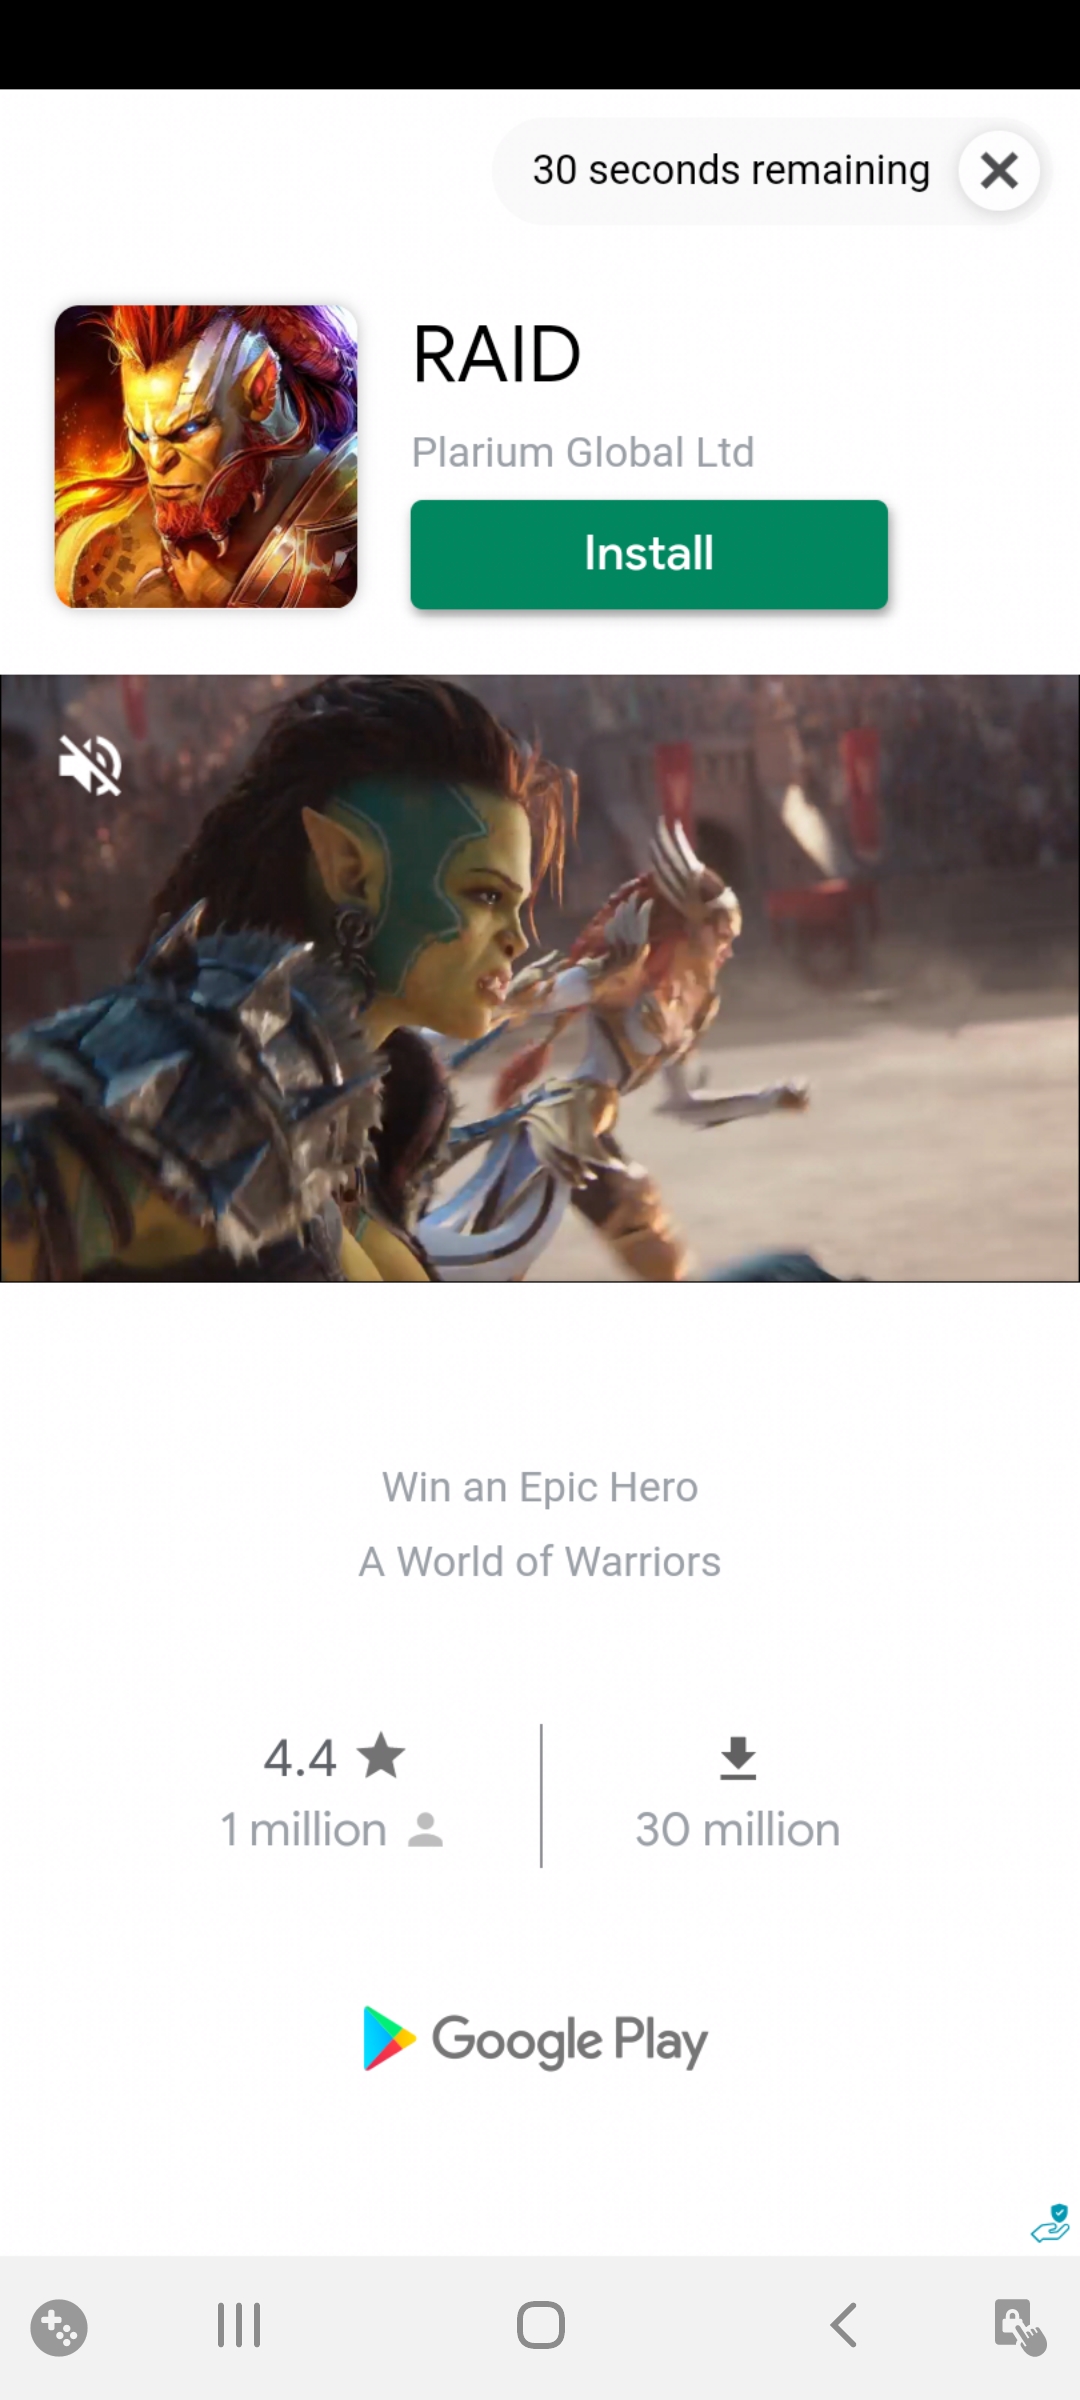 30 seconds remaining
RAID
Plarium Global Ltd
Install
Win an Epic Hero
A World of Warriors
4.4
1 million
30 million
Google Play